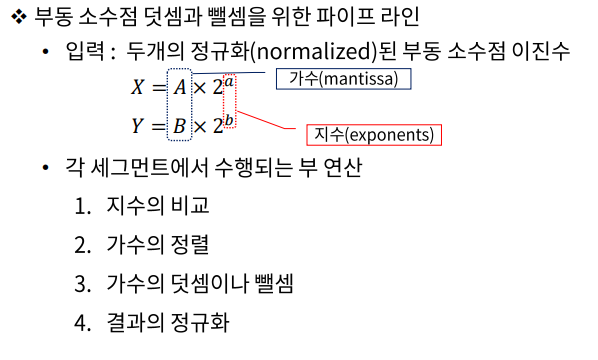 ❖ 부동 소수점 덧셈과 뺄셈을 위한 파이프 라인
• 입력 : 두개의 정규화(normalized)된 부동 소수점 이진수
X = A × 2^a 가수(mantissa)
Y = B × 2^b 지수(exponents)
• 각 세그먼트에서 수행되는 부 연산
1. 지수의 비교
2. 가수의 정렬
3. 가수의 덧셈이나 뺄셈
4. 결과의 정규화